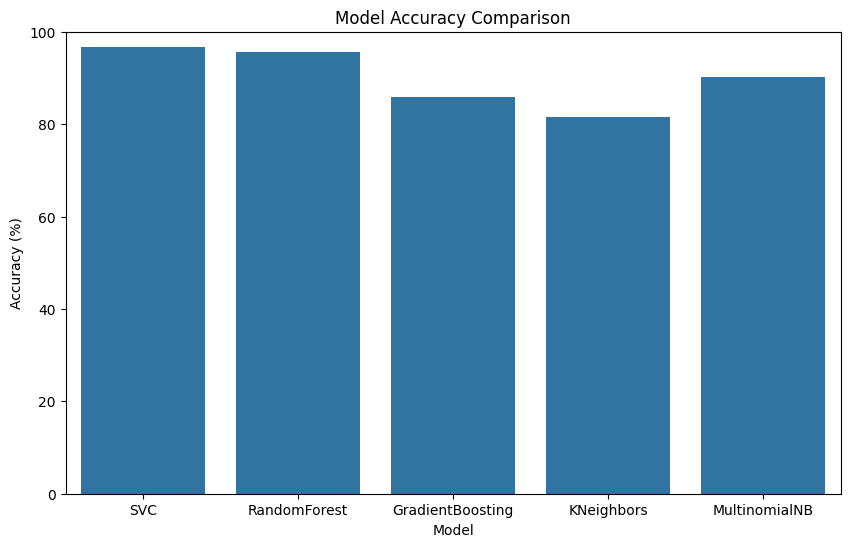 Model Accuracy Comparison
100
80
60
40
20
0
Accuracy (%)
SVC RandomForest GradientBoosting KNeighbors MultinomialNB
Model